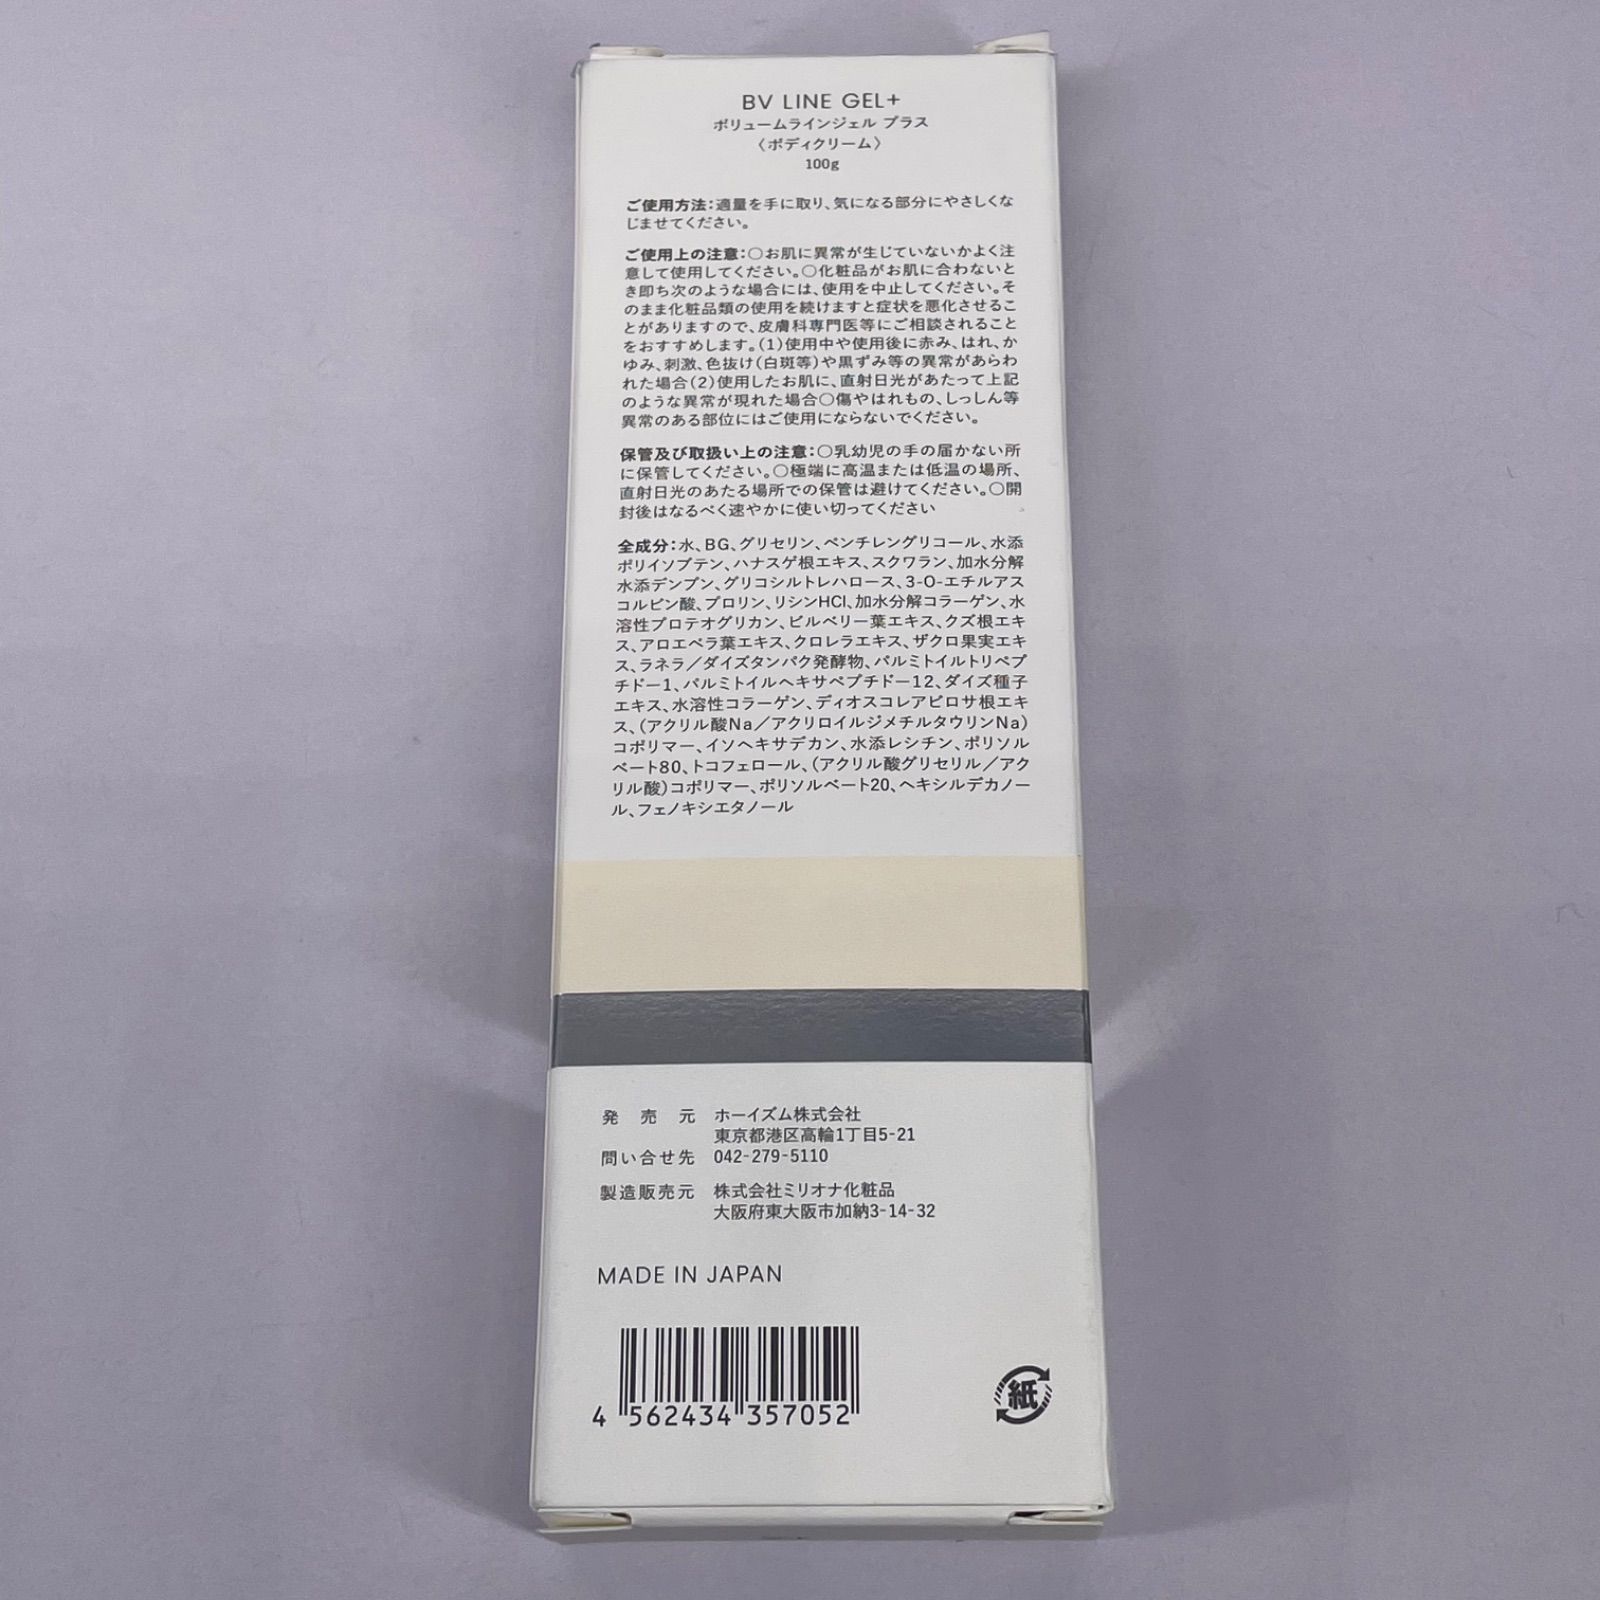 BV LINE GEL+
ボリュームラインジェル プラス
〈ボディクリーム〉
100g
ご使用方法：適量を手に取り、気になる部分にやさしくな
じませてください。
ご使用上の注意：○お肌に異常が生じていないかよく注
意して使用してください。○化粧品がお肌に合わないと
き即ち次のような場合には、使用を中止してください。そ
のまま化粧品類の使用を続けますと症状を悪化させるこ
とがありますので、皮膚科専門医等にご相談されること
をおすすめします。(1)使用中や使用後に赤み、はれ、か
ゆみ、刺激、色抜け(白斑等)や黒ずみ等の異常があらわ
れた場合(2)使用したお肌に、直射日光があたって上記
のような異常が現れた場合○傷やはれもの、しっしん等
異常のある部位にはご使用にならないでください。
保管及び取扱い上の注意：○乳幼児の手の届かない所
に保管してください。○極端に高温または低温の場所、
直射日光のあたる場所での保管は避けてください。○開
封後はなるべく速やかに使い切ってください
全成分：水、BG、グリセリン、ペンチレングリコール、水添
ポリイソブテン、ハナスゲ根エキス、スクワラン、加水分解
水添デンプン、グリコシルトレハロース、3-O-エチルアス
コルビン酸、プロリン、リシンHCl、加水分解コラーゲン、水
溶性プロテオグリカン、ビルベリー葉エキス、クズ根エキ
ス、アロエベラ葉エキス、クロレラエキス、ザクロ果実エキ
ス、ラネラ／ダイズタンパク発酵物、パルミトイルトリペプ
チドー1、パルミトイルヘキサペプチドー12、ダイズ種子
エキス、水溶性コラーゲン、ディオスコレアビロサ根エキ
ス、(アクリル酸Na／アクリロイルジメチルタウリンNa)
コポリマー、イソヘキサデカン、水添レシチン、ポリソル
ベート80、トコフェロール、(アクリル酸グリセリル／アク
リル酸)コポリマー、ポリソルベート20、ヘキシルデカノー
ル、フェノキシエタノール
発売元 ホーイズム株式会社
東京都港区高輪1丁目5-21
問い合せ先 042-279-5110
製造販売元 株式会社ミリオナ化粧品
大阪府東大阪市加納3-14-32
MADE IN JAPAN
4 562434 357052
紙